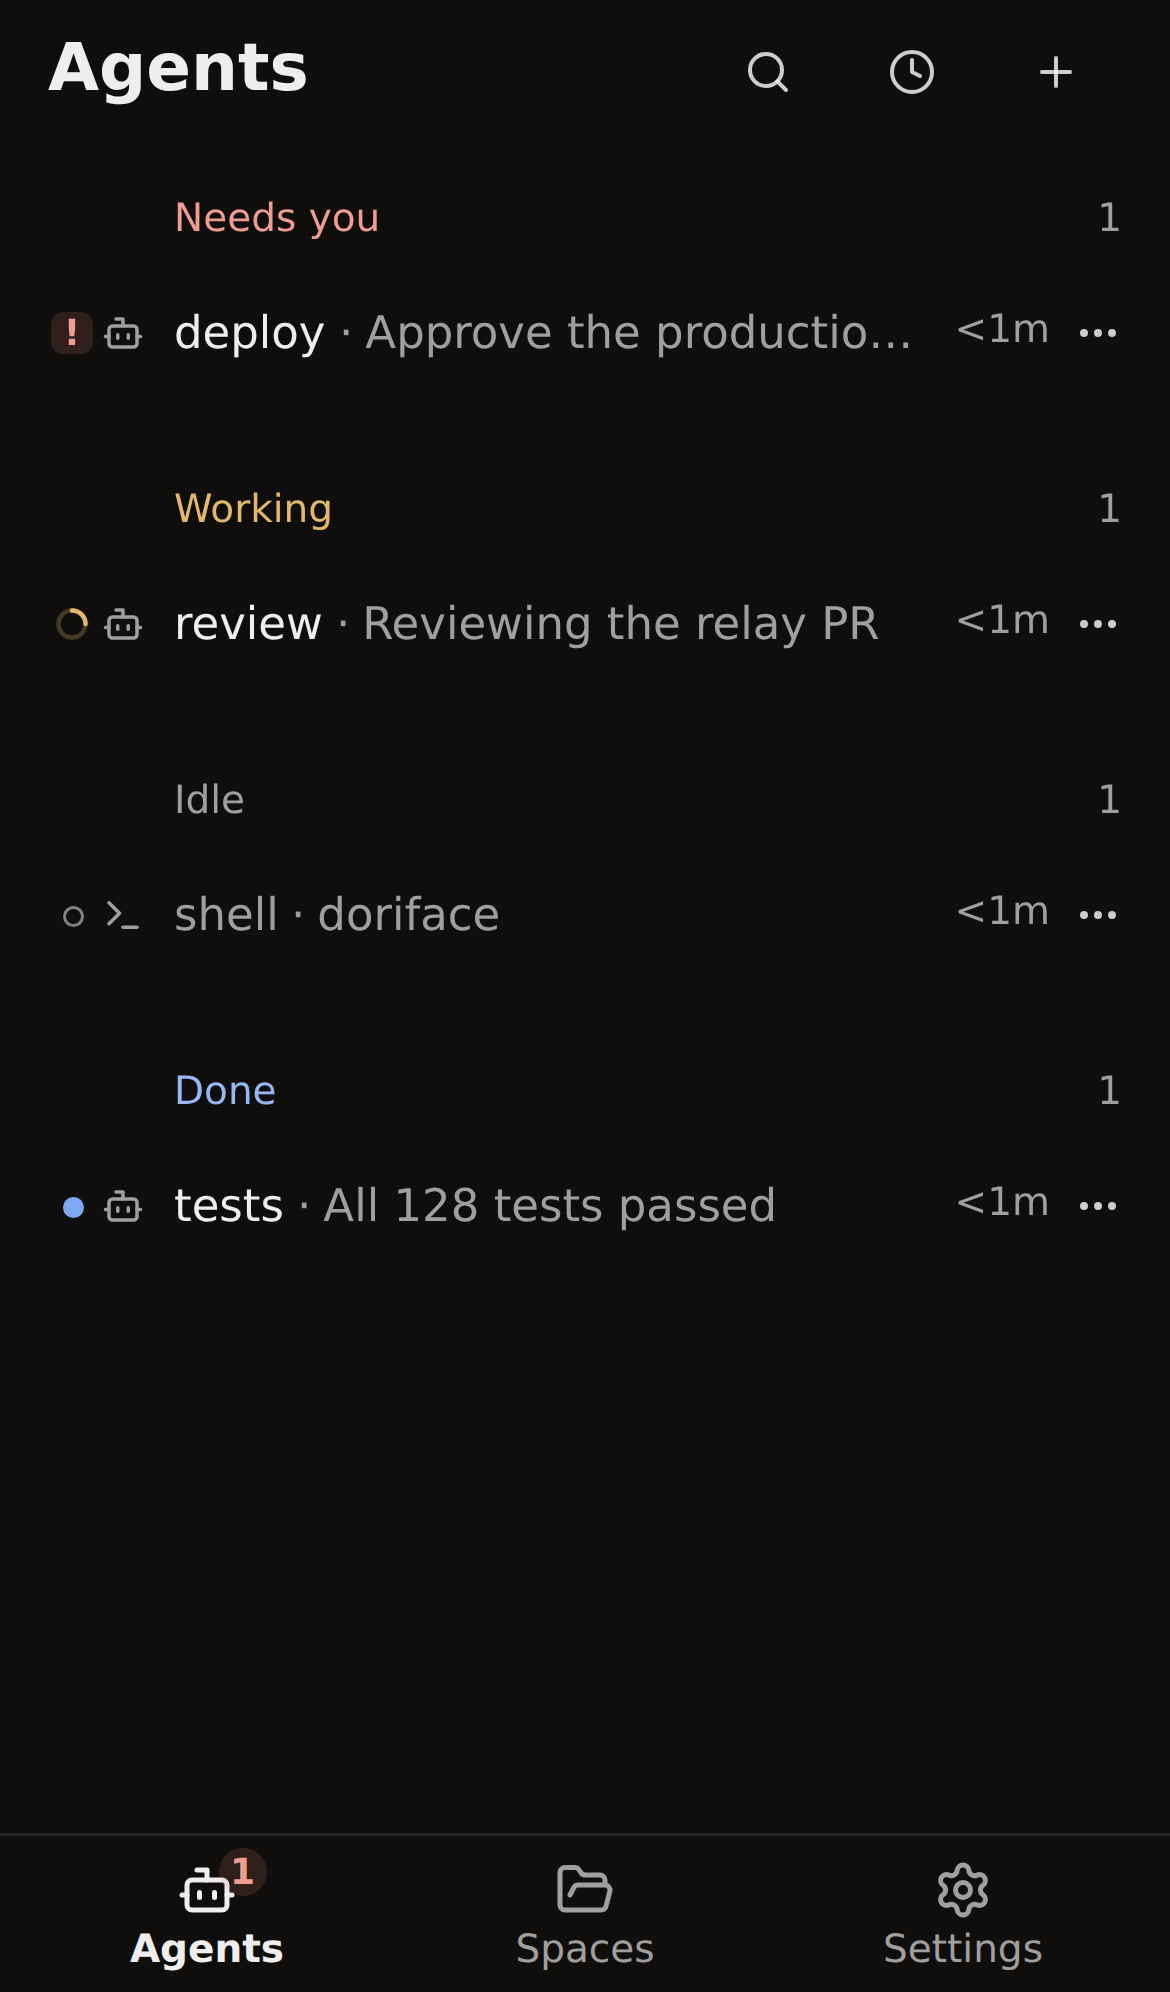 Agents
Needs you 1
! deploy · Approve the productio... <1m
Working 1
review · Reviewing the relay PR <1m
Idle 1
shell · doriface <1m
Done 1
tests · All 128 tests passed <1m
1
Agents Spaces Settings